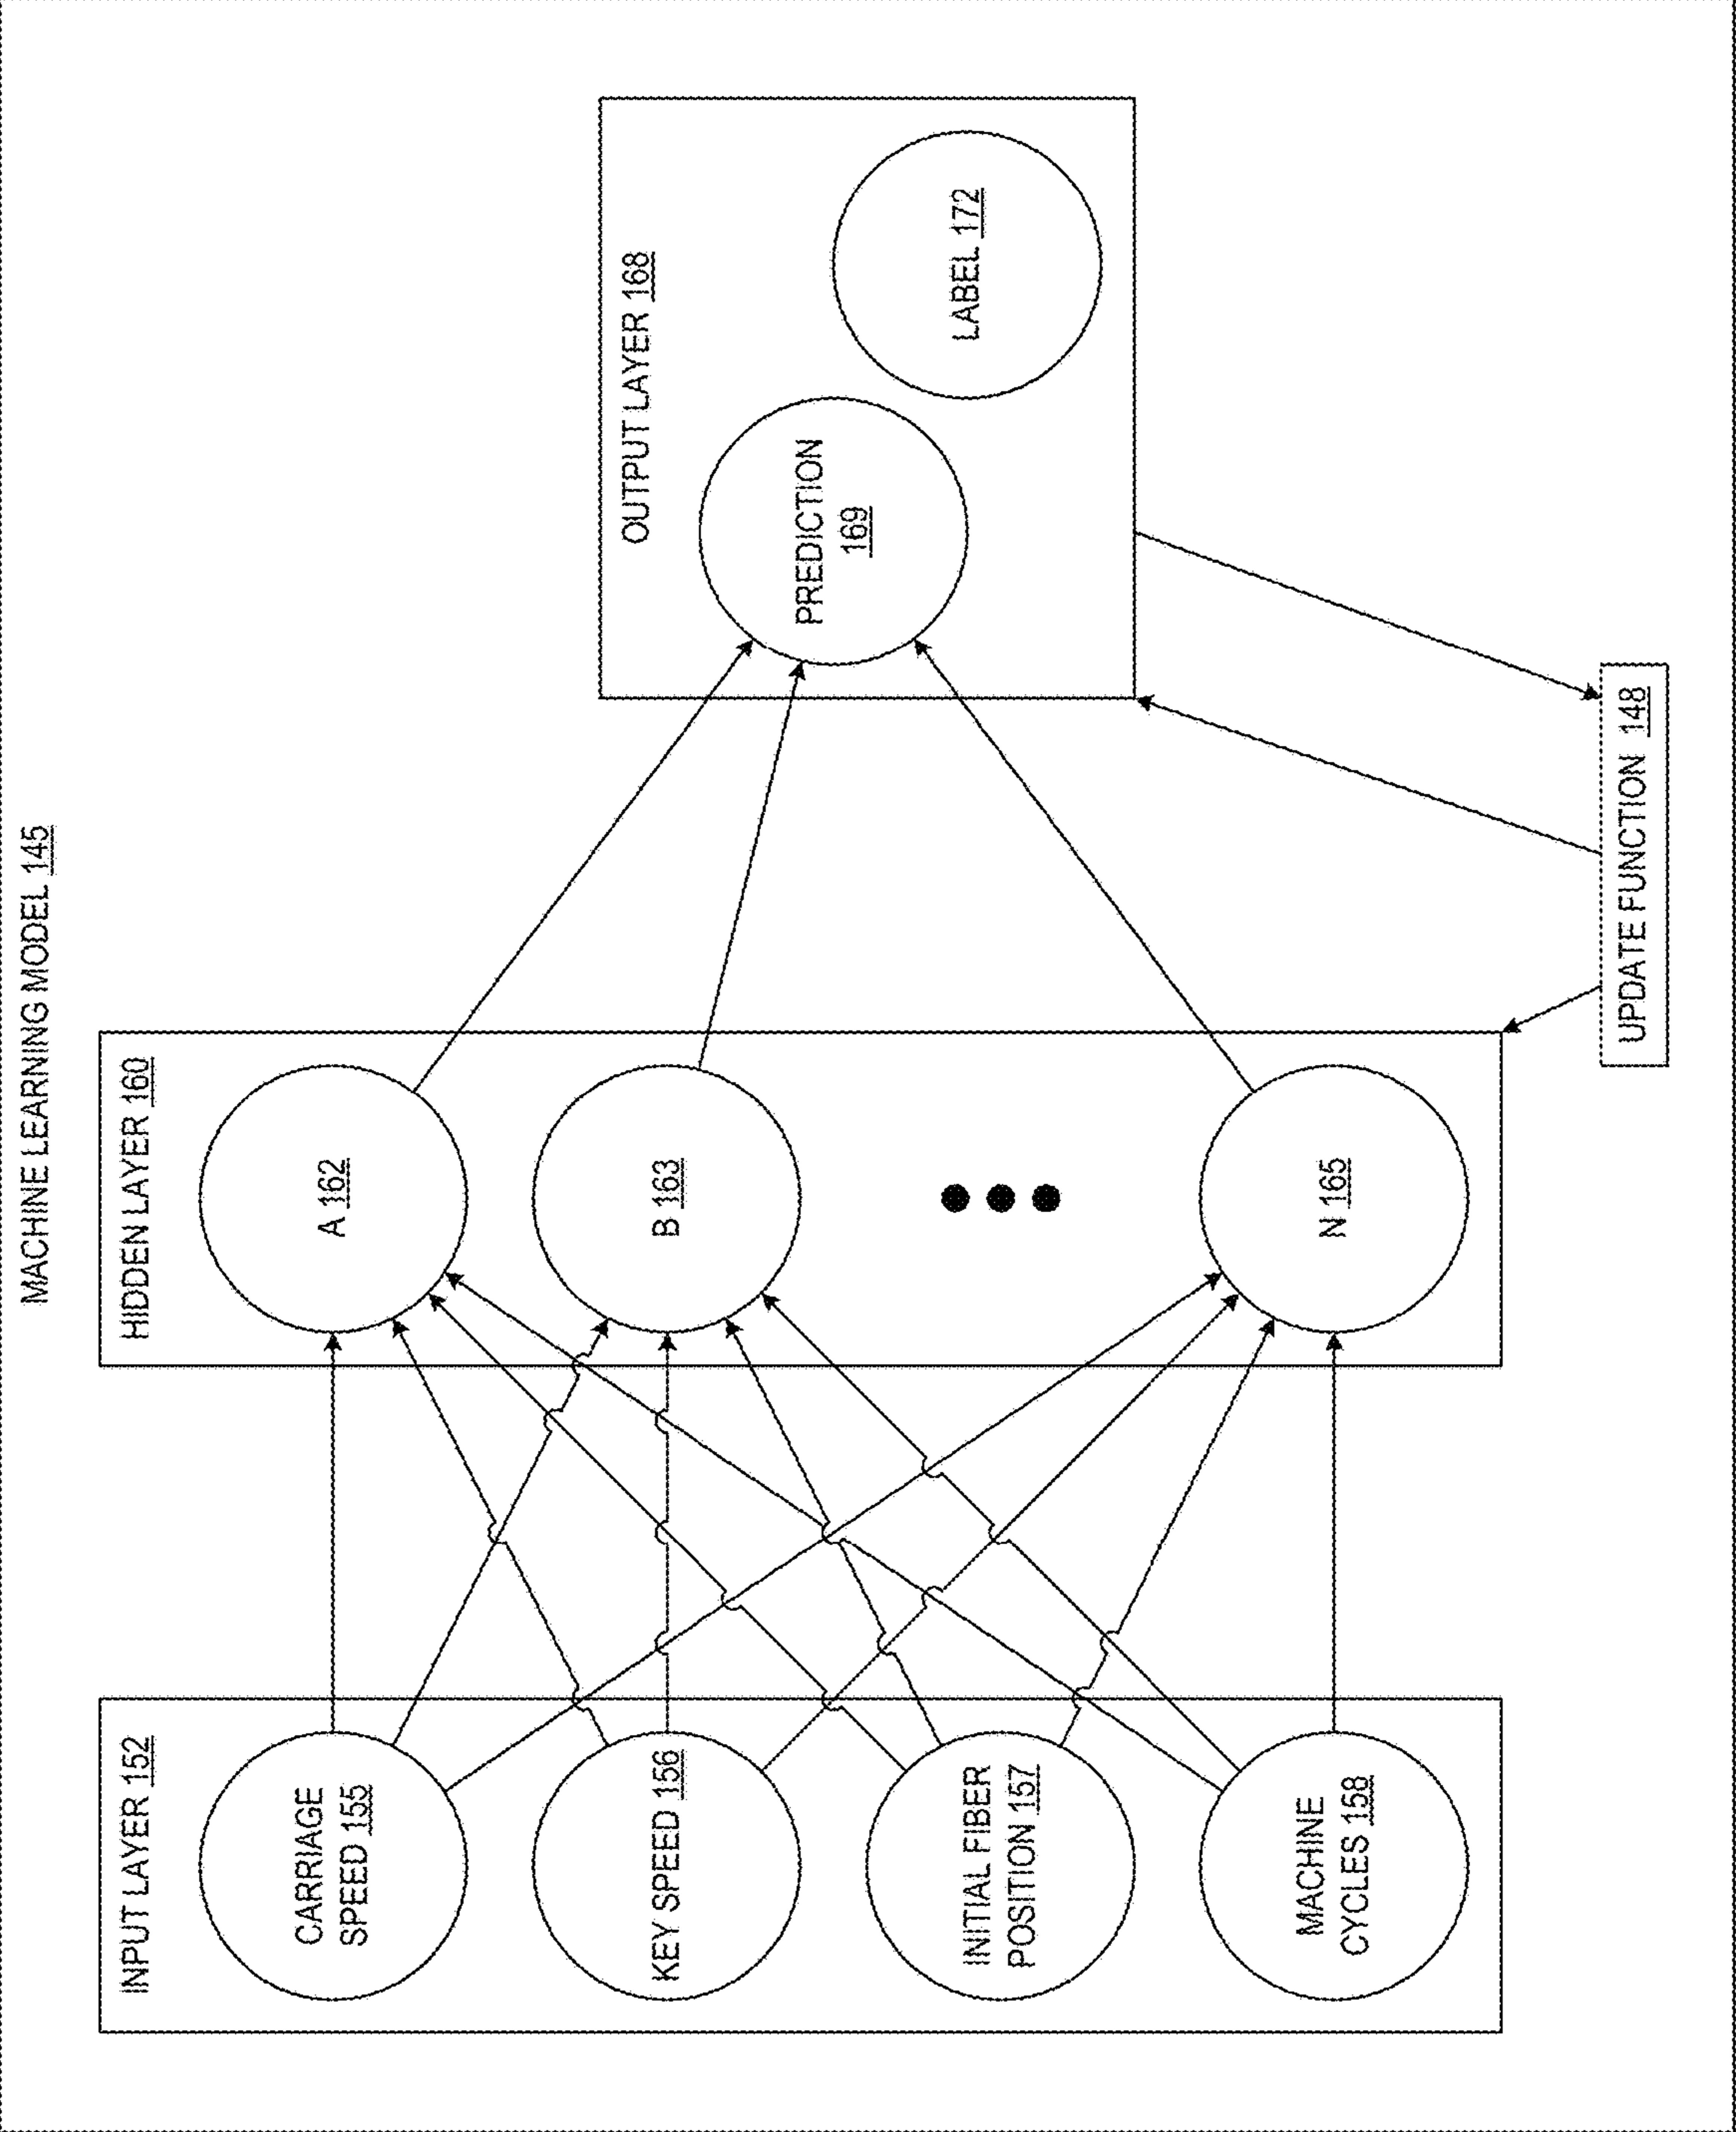 MACHINE LEARNING MODEL 145
INPUT LAYER 152
CARRIAGE
SPEED 155
KEY SPEED 156
INITIAL FIBER
POSITION 157
MACHINE
CYCLES 158
HIDDEN LAYER 160
A 162
B 163
N 165
OUTPUT LAYER 168
PREDICTION
169
LABEL 172
UPDATE FUNCTION 148